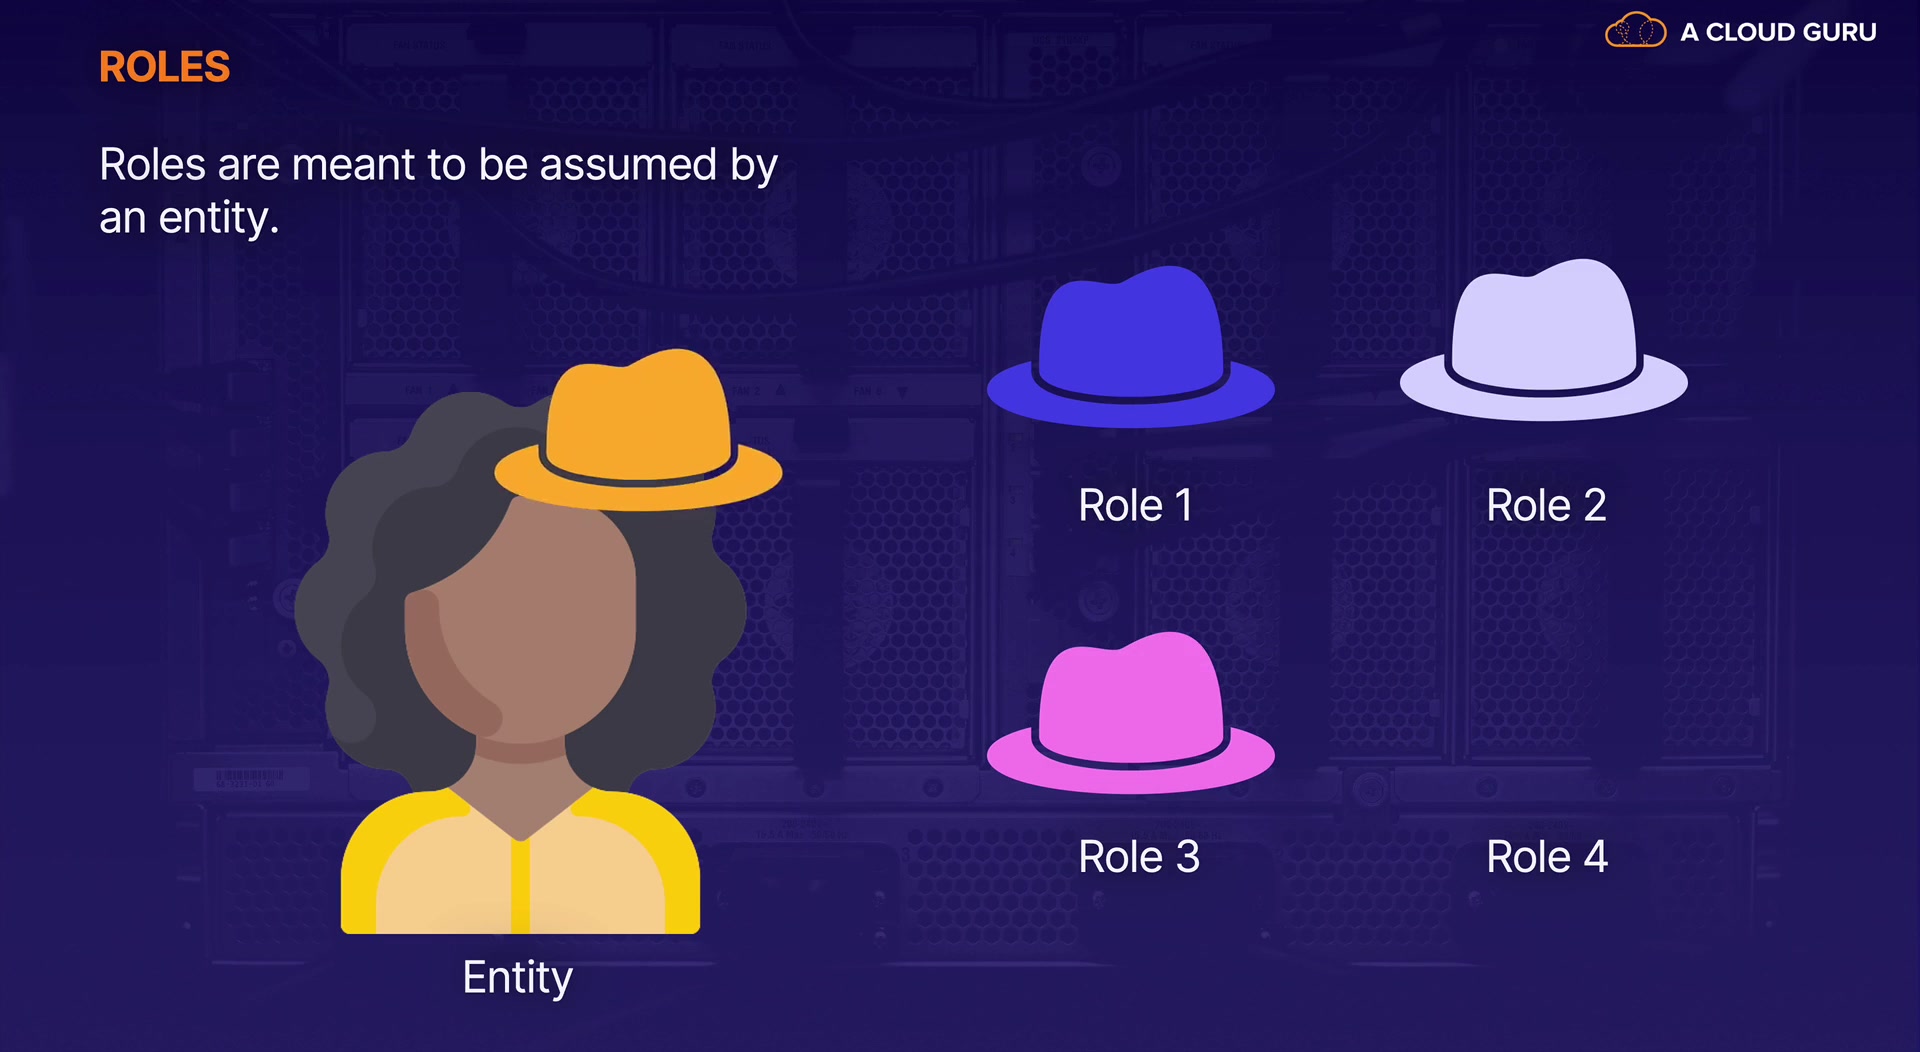 A CLOUD GURU
ROLES
Roles are meant to be assumed by
an entity.
Role 1
Role 2
Role 3
Role 4
Entity